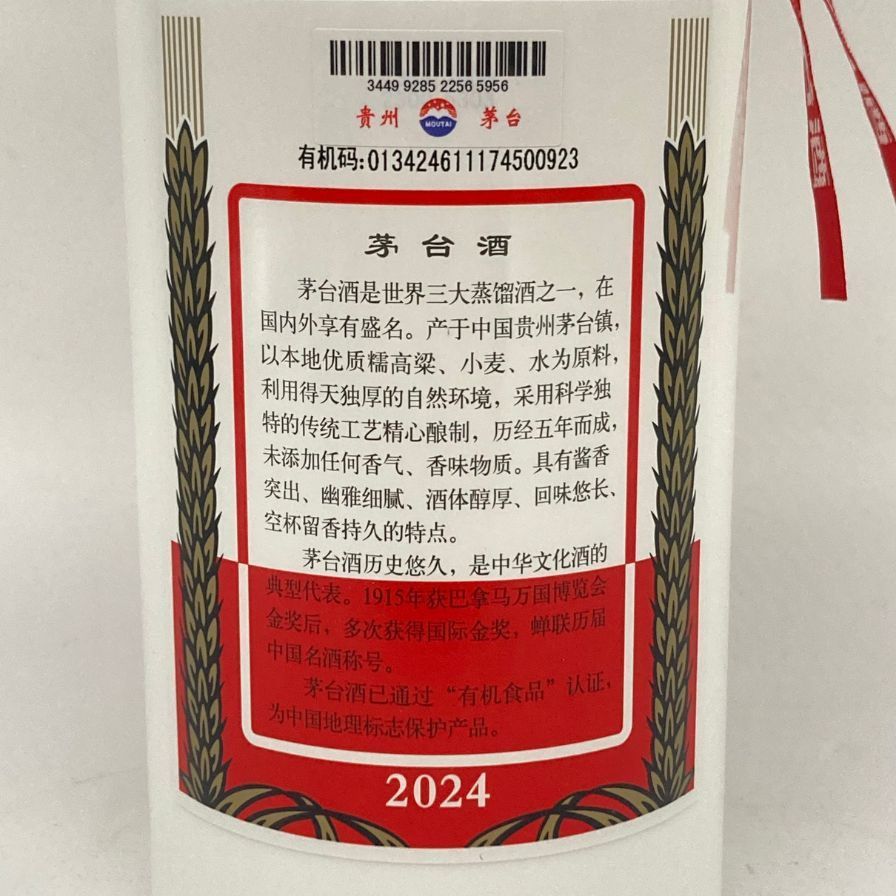 3449 9285 2256 5956
贵州 MOUTAI 茅台
有机码:013424611174500923
茅台酒
茅台酒是世界三大蒸馏酒之一，在
国内外享有盛名。产于中国贵州茅台镇，
以本地优质糯高粱、小麦、水为原料，
利用得天独厚的自然环境，采用科学独
特的传统工艺精心酿制，历经五年而成，
未添加任何香气、香味物质。具有酱香
突出、幽雅细腻、酒体醇厚、回味悠长、
空杯留香持久的特点。
茅台酒历史悠久，是中华文化酒的
典型代表。1915年获巴拿马万国博览会
金奖后，多次获得国际金奖，蝉联历届
中国名酒称号。
茅台酒已通过“有机食品”认证，
为中国地理标志保护产品。
2024